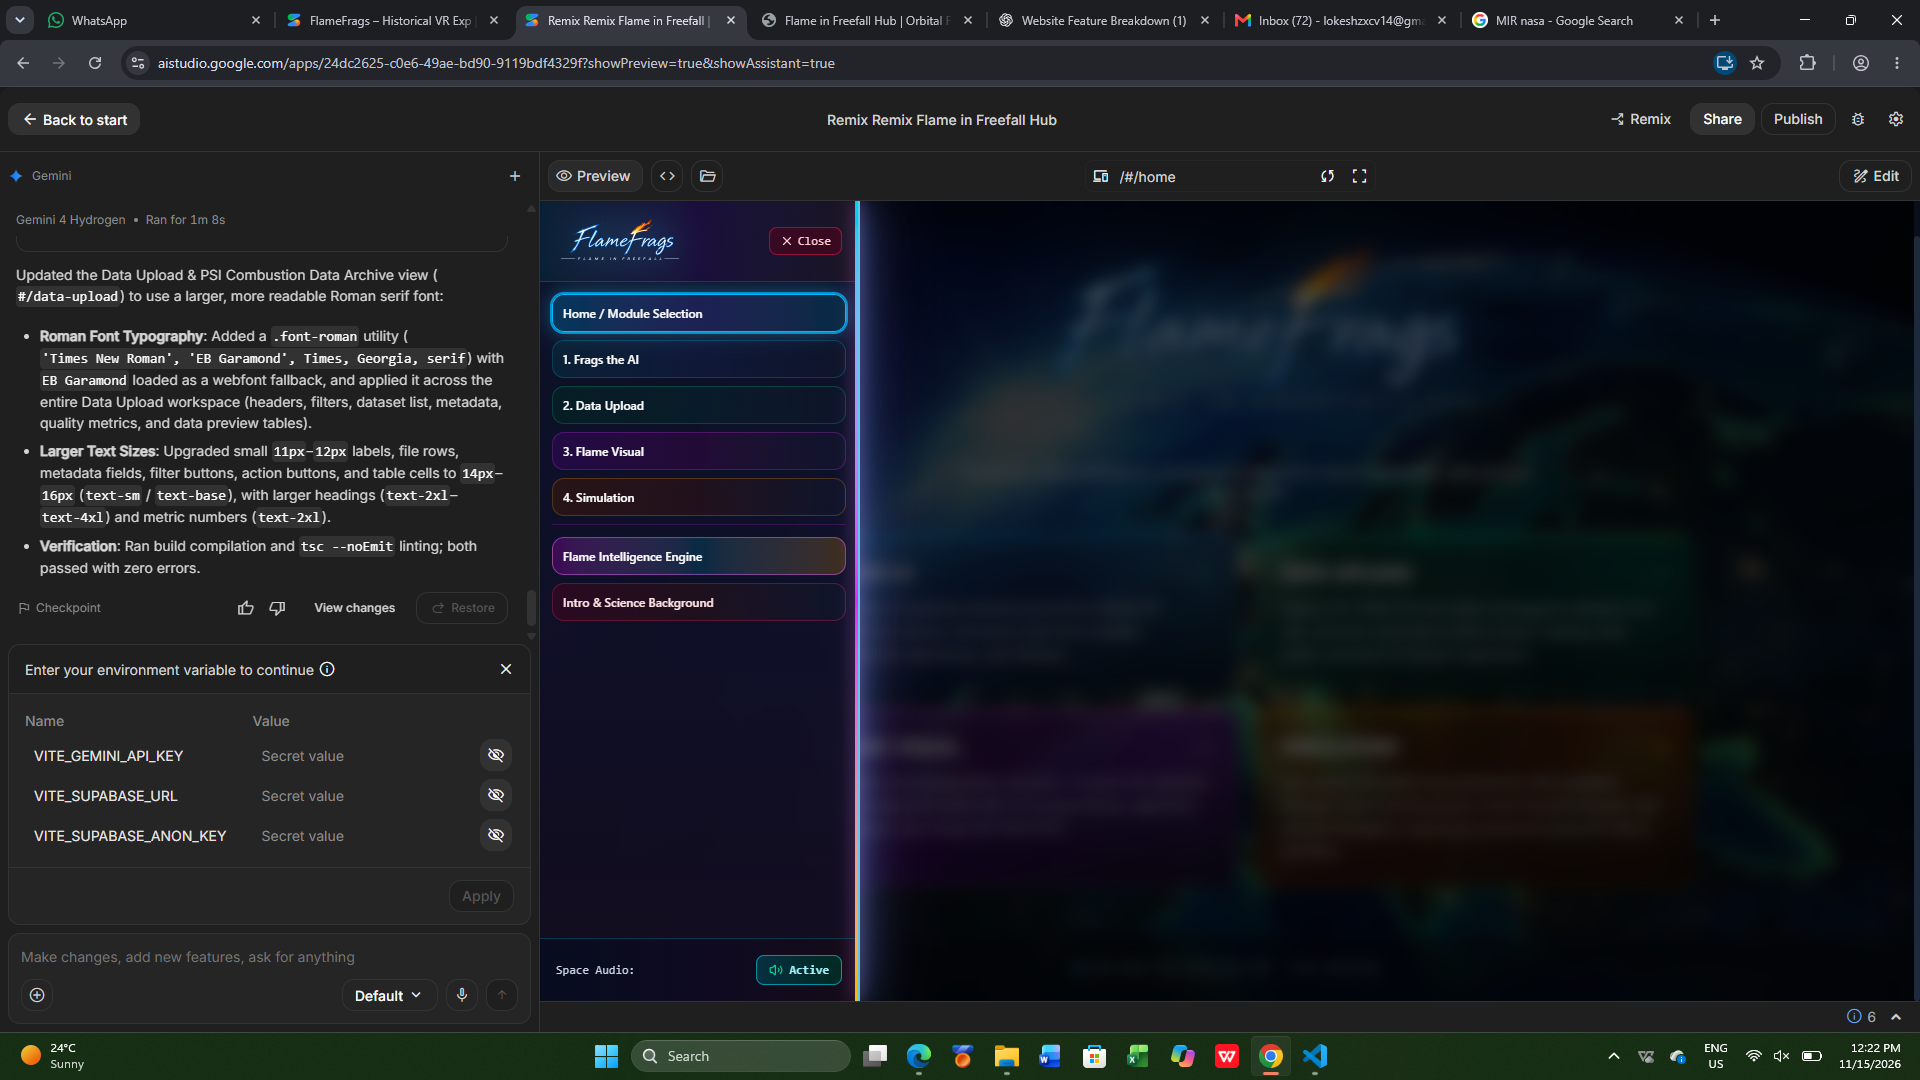 WhatsApp
FlameFrags – Historical VR Exp
Remix Remix Flame in Freefall |
Flame in Freefall Hub | Orbital F
Website Feature Breakdown (1)
Inbox (72) - lokeshzxcv14@gm
MIR nasa - Google Search
aistudio.google.com/apps/24dc2625-c0e6-49ae-bd90-9119bdf4329f?showPreview=true&showAssistant=true
Back to start
Remix Remix Flame in Freefall Hub
Remix
Share
Publish
Gemini
Preview
/#/home
Edit
Gemini 4 Hydrogen • Ran for 1m 8s
Updated the Data Upload & PSI Combustion Data Archive view (
#/data-upload) to use a larger, more readable Roman serif font:
• Roman Font Typography: Added a .font-roman utility (
'Times New Roman', 'EB Garamond', Times, Georgia, serif) with
EB Garamond loaded as a webfont fallback, and applied it across the
entire Data Upload workspace (headers, filters, dataset list, metadata,
quality metrics, and data preview tables).
• Larger Text Sizes: Upgraded small 11px–12px labels, file rows,
metadata fields, filter buttons, action buttons, and table cells to 14px–
16px (text-sm / text-base), with larger headings (text-2xl–
text-4xl) and metric numbers (text-2xl).
• Verification: Ran build compilation and tsc --noEmit linting; both
passed with zero errors.
Checkpoint
View changes
Restore
Enter your environment variable to continue
Name
Value
VITE_GEMINI_API_KEY
Secret value
VITE_SUPABASE_URL
Secret value
VITE_SUPABASE_ANON_KEY
Secret value
Apply
Make changes, add new features, ask for anything
Default
FlameFrags
FLAME IN FREEFALL
Close
Home / Module Selection
1. Frags the AI
2. Data Upload
3. Flame Visual
4. Simulation
Flame Intelligence Engine
Intro & Science Background
Space Audio:
Active
FlameFrags
6
24°C
Sunny
Search
ENG
US
12:22 PM
11/15/2026